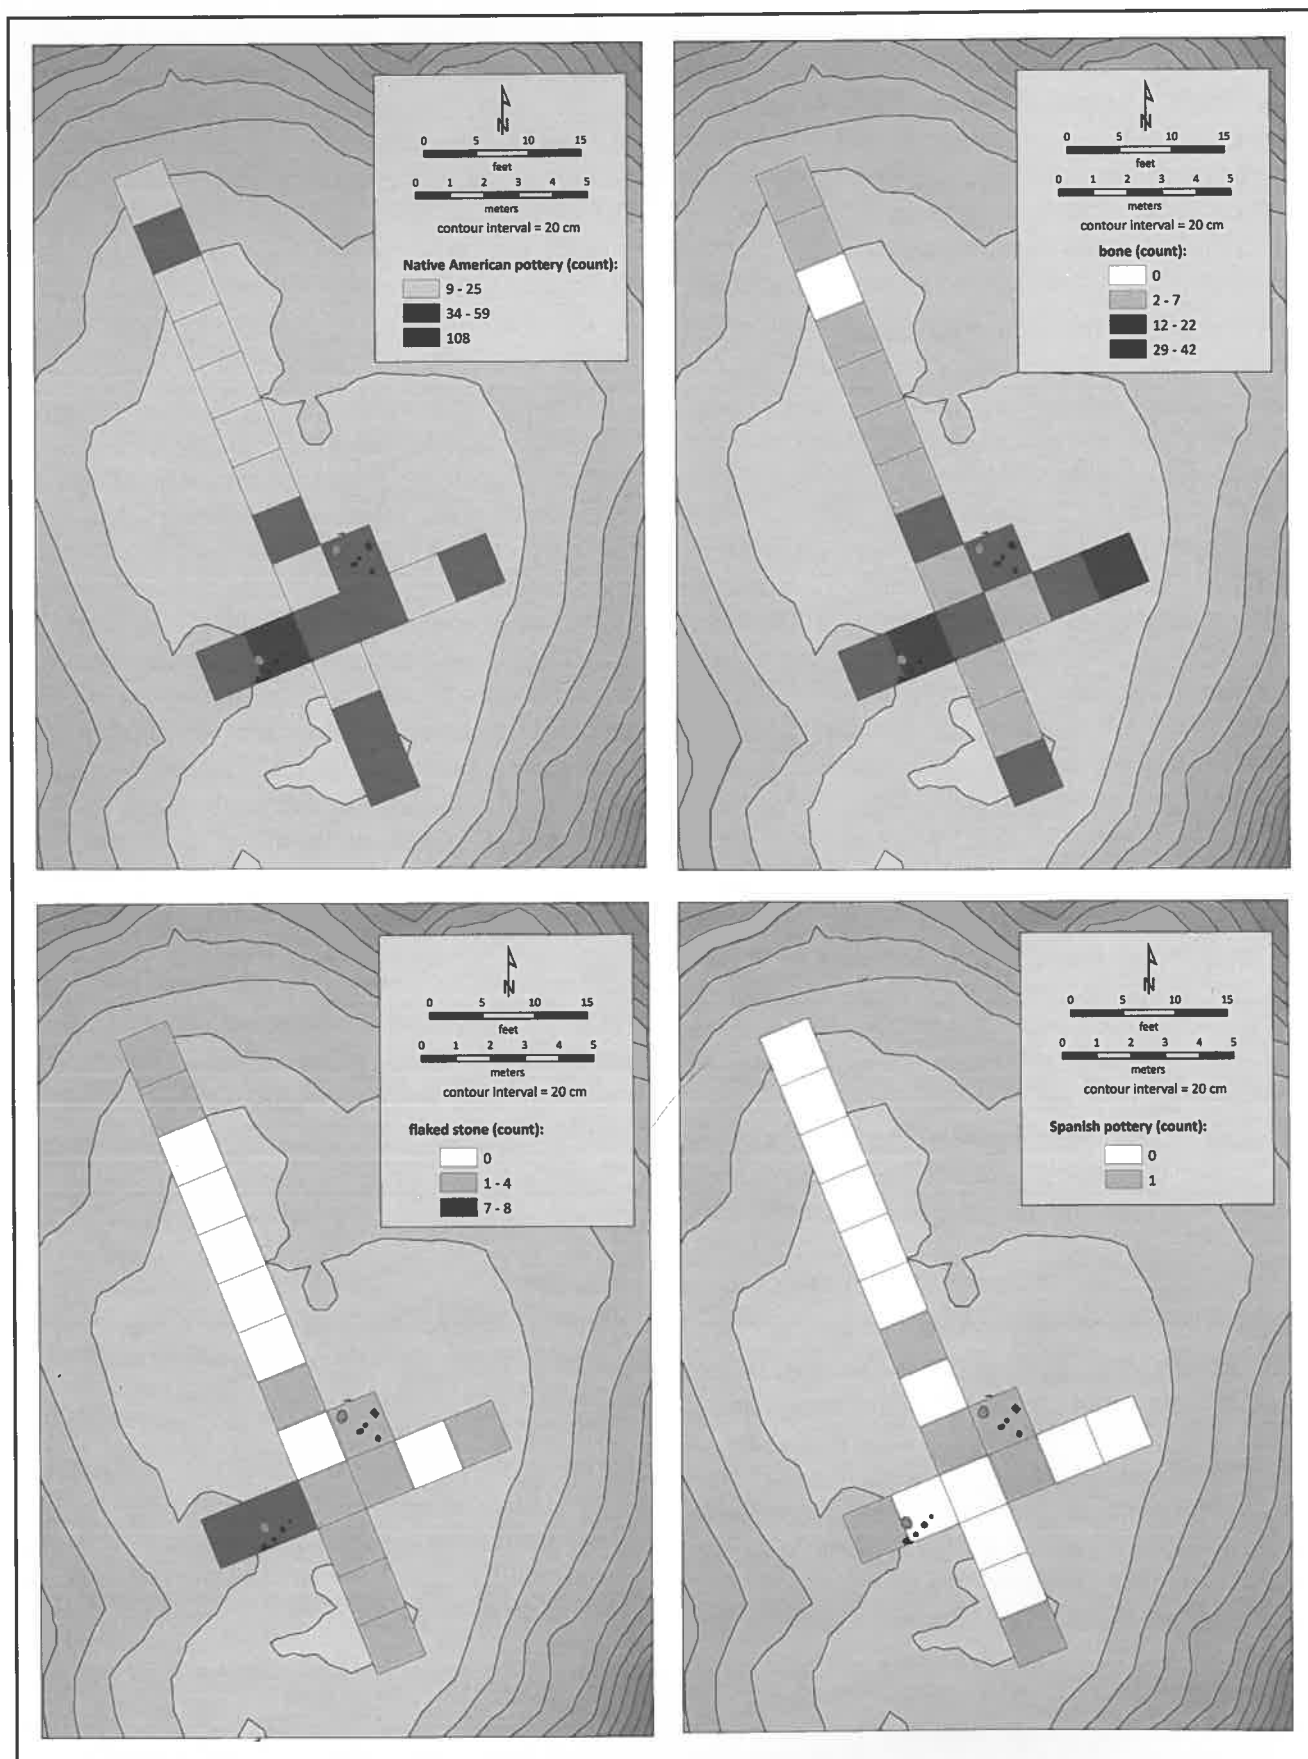 N
0 5 10 15
feet
0 1 2 3 4 5
meters
contour interval = 20 cm
Native American pottery (count):
9 - 25
34 - 59
108
N
0 5 10 15
feet
0 1 2 3 4 5
meters
contour interval = 20 cm
bone (count):
0
2 - 7
12 - 22
29 - 42
N
0 5 10 15
feet
0 1 2 3 4 5
meters
contour interval = 20 cm
flaked stone (count):
0
1 - 4
7 - 8
N
0 5 10 15
feet
0 1 2 3 4 5
meters
contour interval = 20 cm
Spanish pottery (count):
0
1